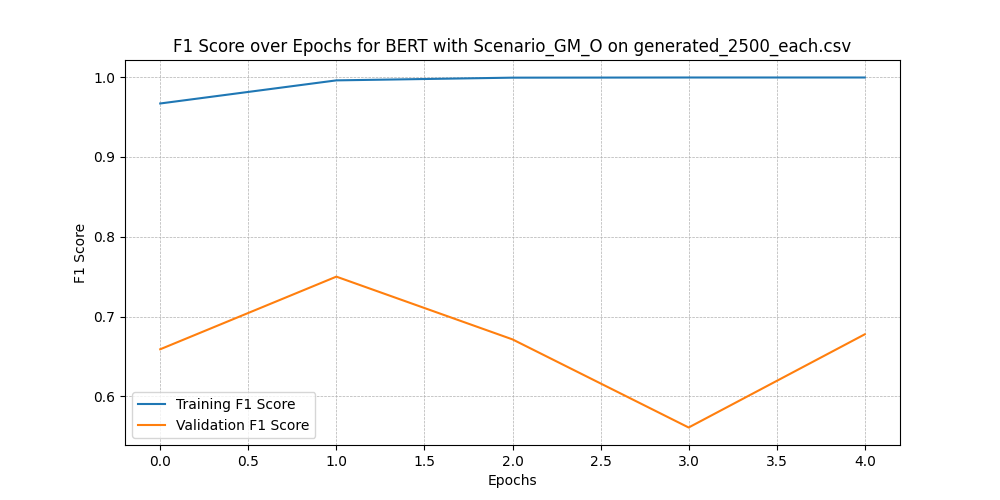 F1 Score over Epochs for BERT with Scenario_GM_O on generated_2500_each.csv
1.0
0.9
0.8
0.7
0.6
F1 Score
Training F1 Score
Validation F1 Score
0.0 0.5 1.0 1.5 2.0 2.5 3.0 3.5 4.0
Epochs